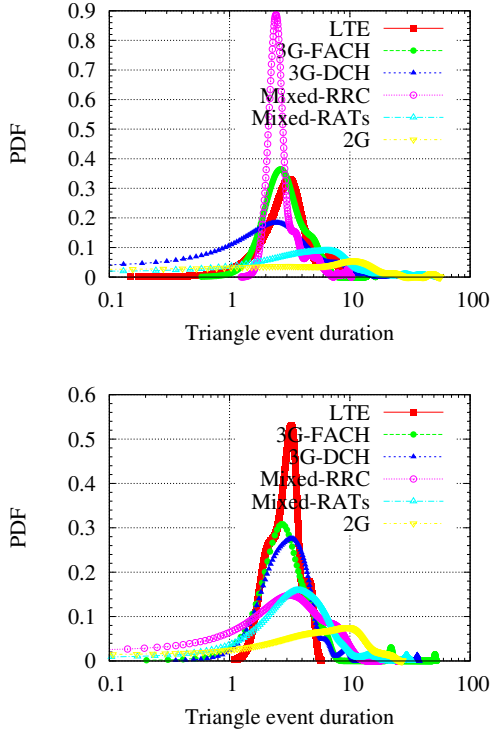 0.9
0.8
0.7
0.6
0.5
0.4
0.3
0.2
0.1
0
PDF
LTE
3G-FACH
3G-DCH
Mixed-RRC
Mixed-RATs
2G
0.1 1 10 100
Triangle event duration
0.6
0.5
0.4
0.3
0.2
0.1
0
PDF
LTE
3G-FACH
3G-DCH
Mixed-RRC
Mixed-RATs
2G
0.1 1 10 100
Triangle event duration